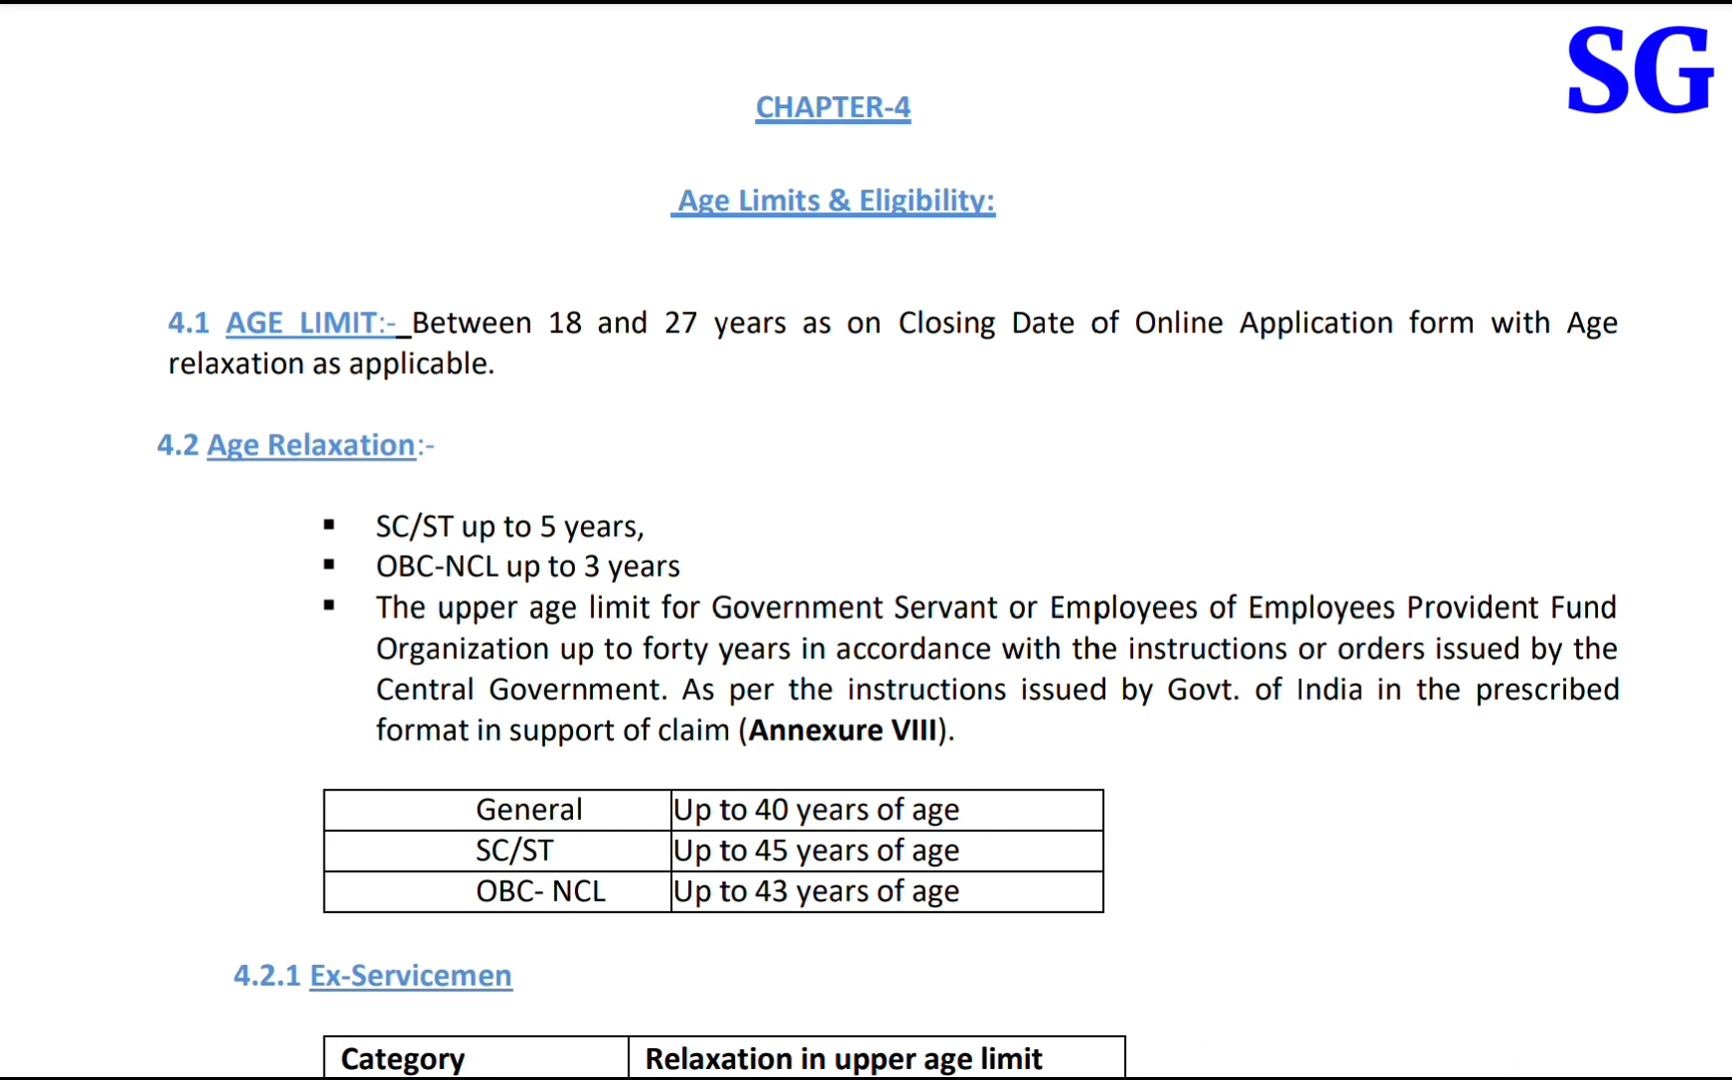 SG
CHAPTER-4
Age Limits & Eligibility:
4.1 AGE LIMIT:- Between 18 and 27 years as on Closing Date of Online Application form with Age
relaxation as applicable.
4.2 Age Relaxation:-
▪ SC/ST up to 5 years,
▪ OBC-NCL up to 3 years
▪ The upper age limit for Government Servant or Employees of Employees Provident Fund
Organization up to forty years in accordance with the instructions or orders issued by the
Central Government. As per the instructions issued by Govt. of India in the prescribed
format in support of claim (Annexure VIII).
General Up to 40 years of age
SC/ST Up to 45 years of age
OBC- NCL Up to 43 years of age
4.2.1 Ex-Servicemen
Category Relaxation in upper age limit